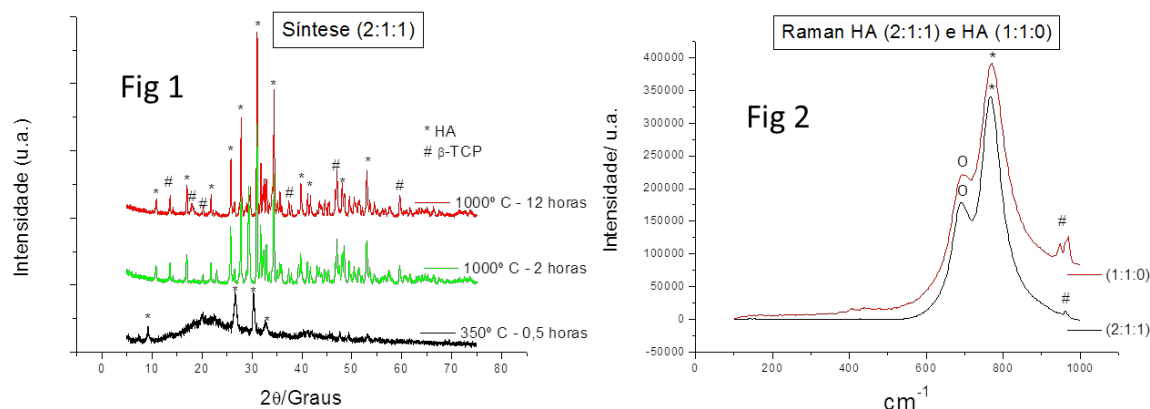 Síntese (2:1:1)
Fig 1
* HA
# β-TCP
1000º C - 12 horas
1000º C - 2 horas
350º C - 0,5 horas
Intensidade (u.a.)
0 10 20 30 40 50 60 70 80
2θ/Graus
Raman HA (2:1:1) e HA (1:1:0)
Fig 2
400000
350000
300000
250000
200000
150000
100000
50000
0
-50000
Intensidade/ u.a.
O
O
#
(1:1:0)
#
(2:1:1)
0 200 400 600 800 1000
cm-1